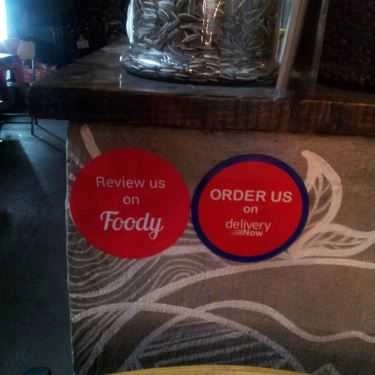 Review us
on
Foody
ORDER US
on
delivery
Now